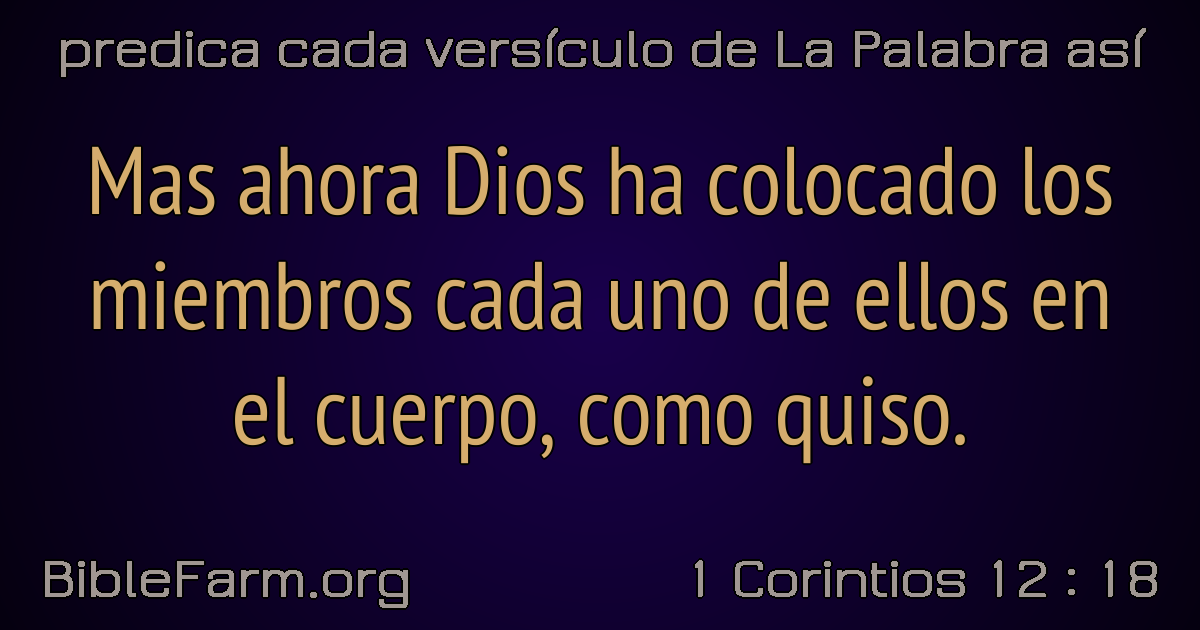 predica cada versículo de La Palabra así
Mas ahora Dios ha colocado los
miembros cada uno de ellos en
el cuerpo, como quiso.
BibleFarm.org
1 Corintios 12 : 18